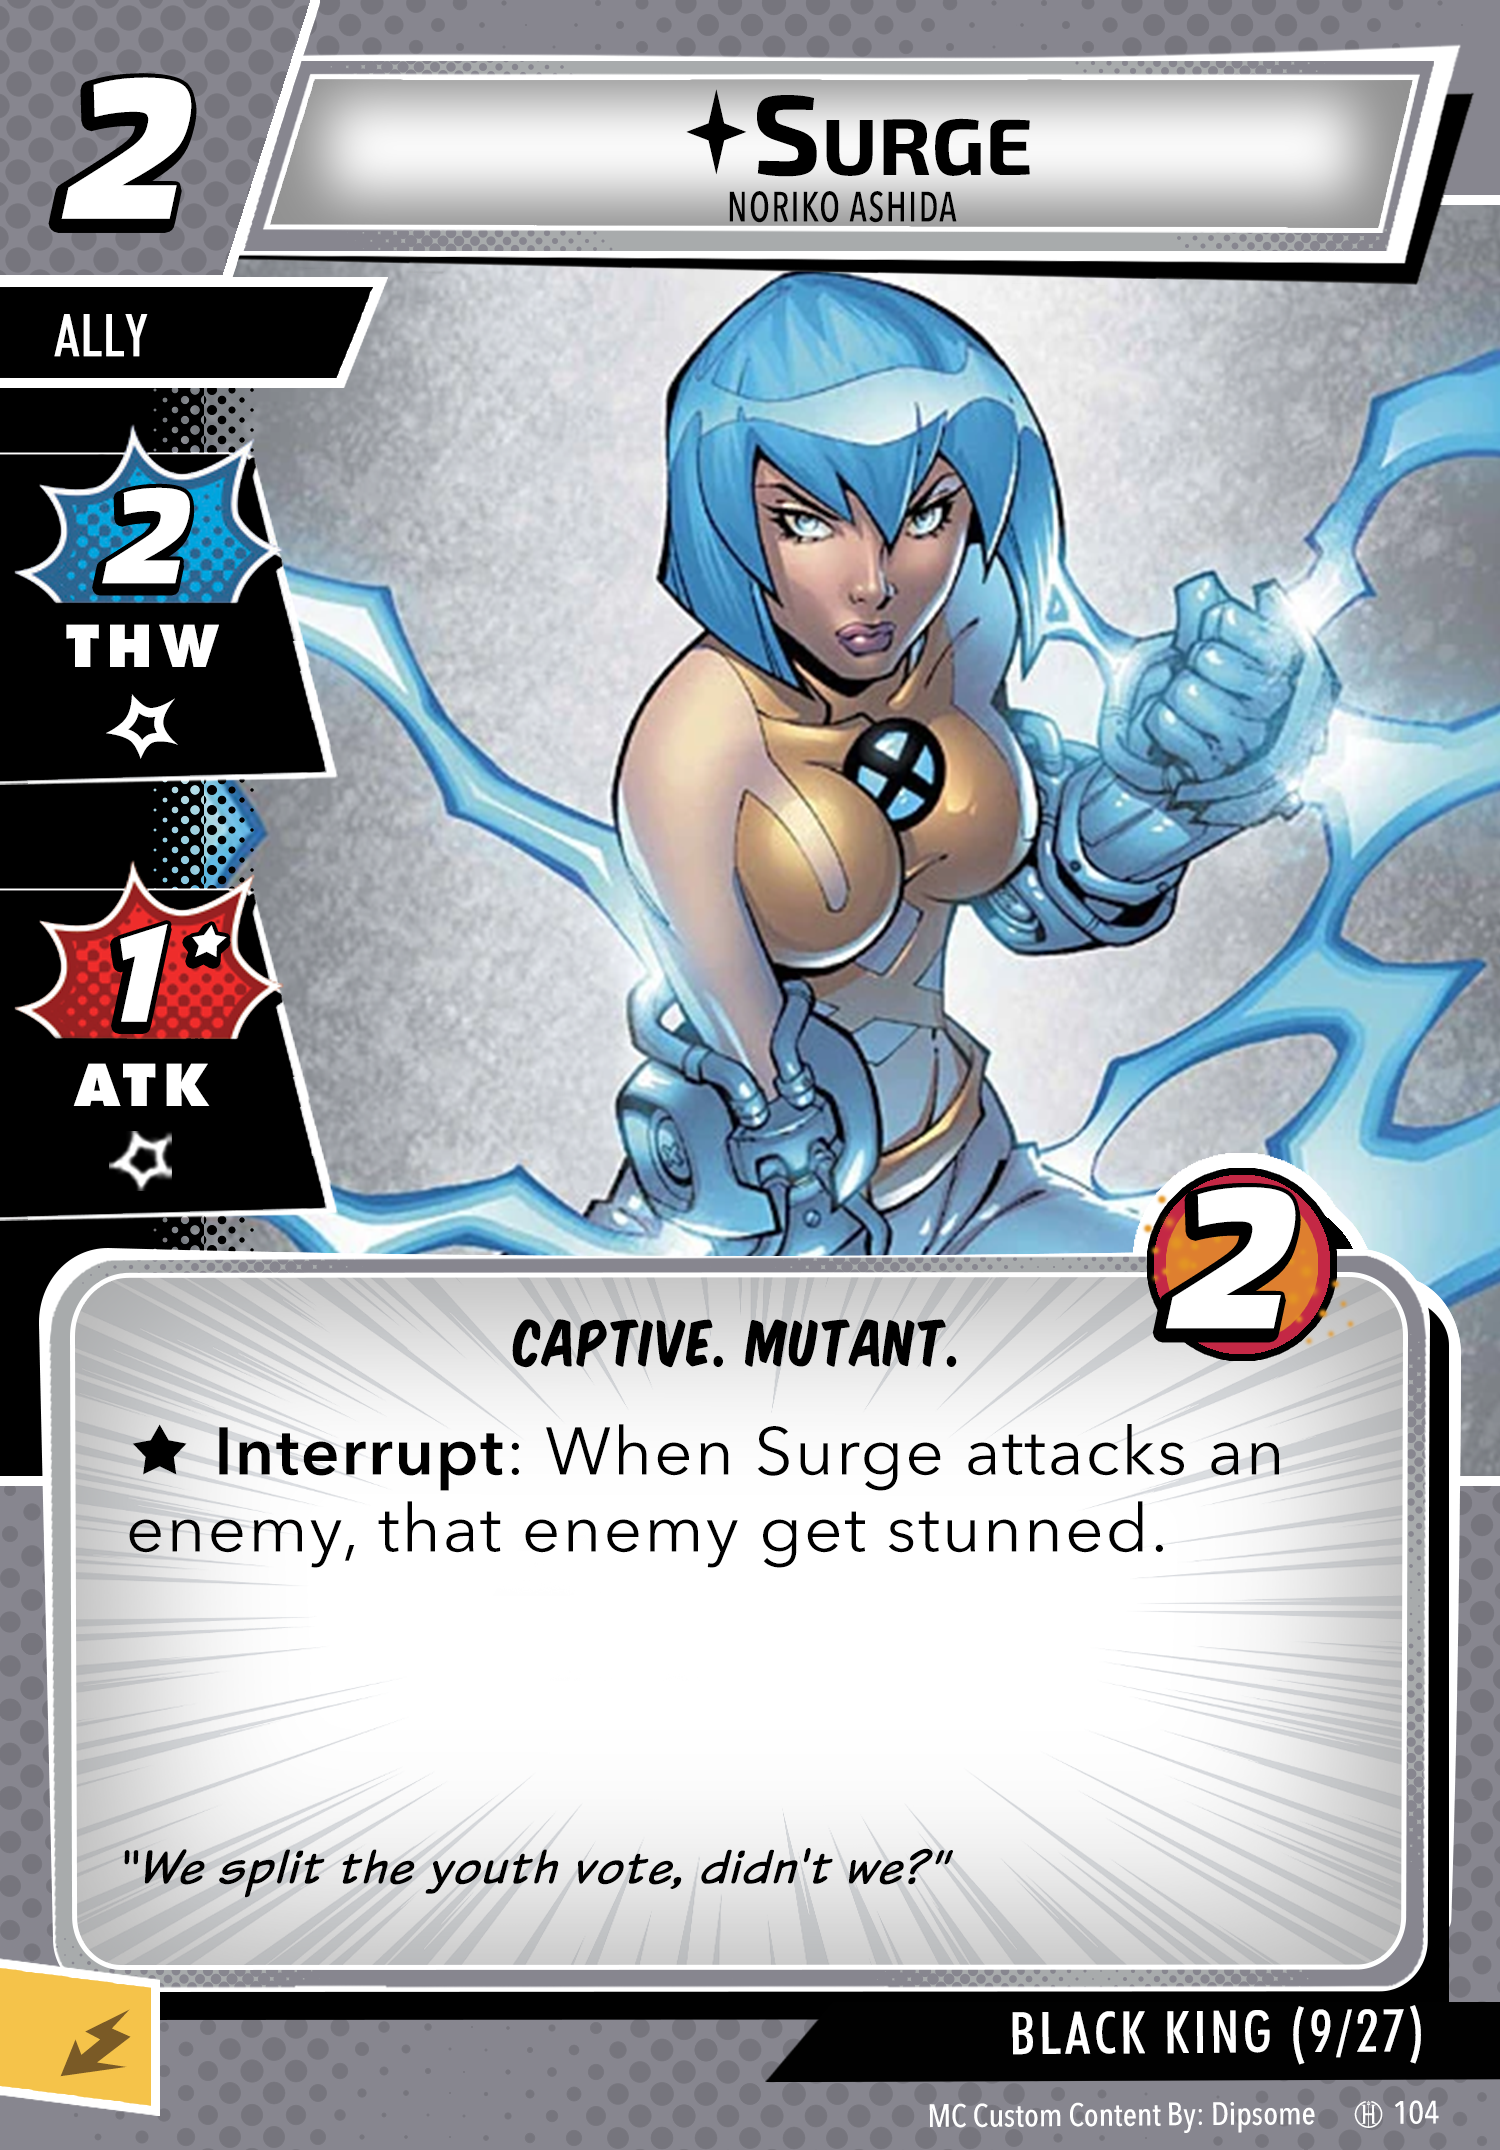 2
SURGE
NORIKO ASHIDA
ALLY
2
THW
1
ATK
2
CAPTIVE. MUTANT.
Interrupt: When Surge attacks an
enemy, that enemy get stunned.
"We split the youth vote, didn't we?"
BLACK KING (9/27)
MC Custom Content By: Dipsome 104